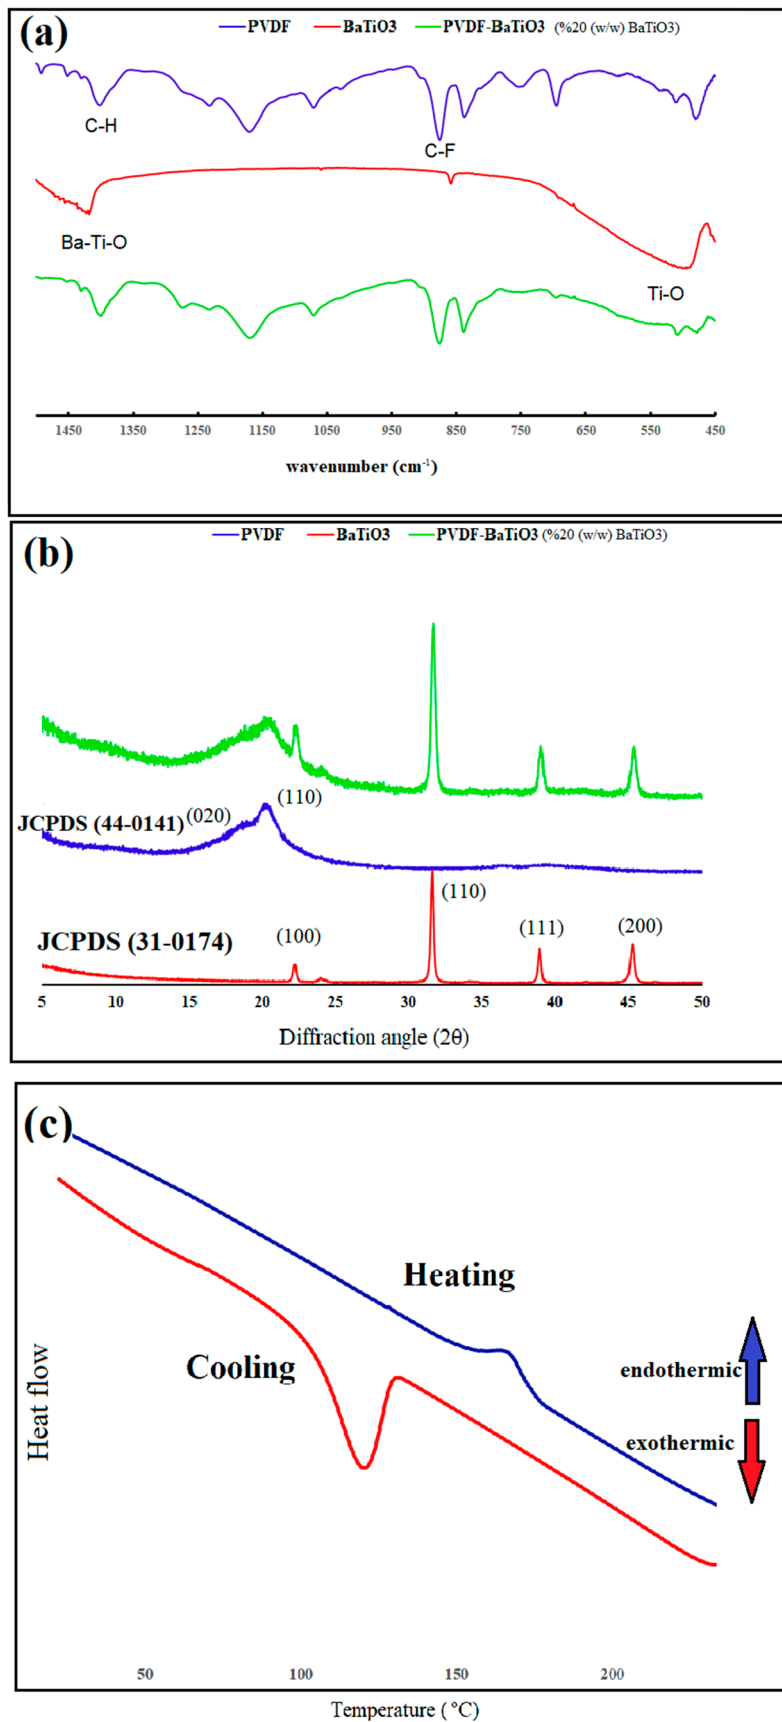 (a)
PVDF BaTiO3 PVDF-BaTiO3 (%20 (w/w) BaTiO3)
C-H
C-F
Ba-Ti-O
Ti-O
1450 1350 1250 1150 1050 950 850 750 650 550 450
wavenumber (cm-1)
(b)
PVDF BaTiO3 PVDF-BaTiO3 (%20 (w/w) BaTiO3)
JCPDS (44-0141) (020) (110)
(110)
JCPDS (31-0174) (100) (111) (200)
5 10 15 20 25 30 35 40 45 50
Diffraction angle (2θ)
(c)
Heating
Cooling
endothermic
exothermic
Heat flow
50 100 150 200
Temperature ( °C)